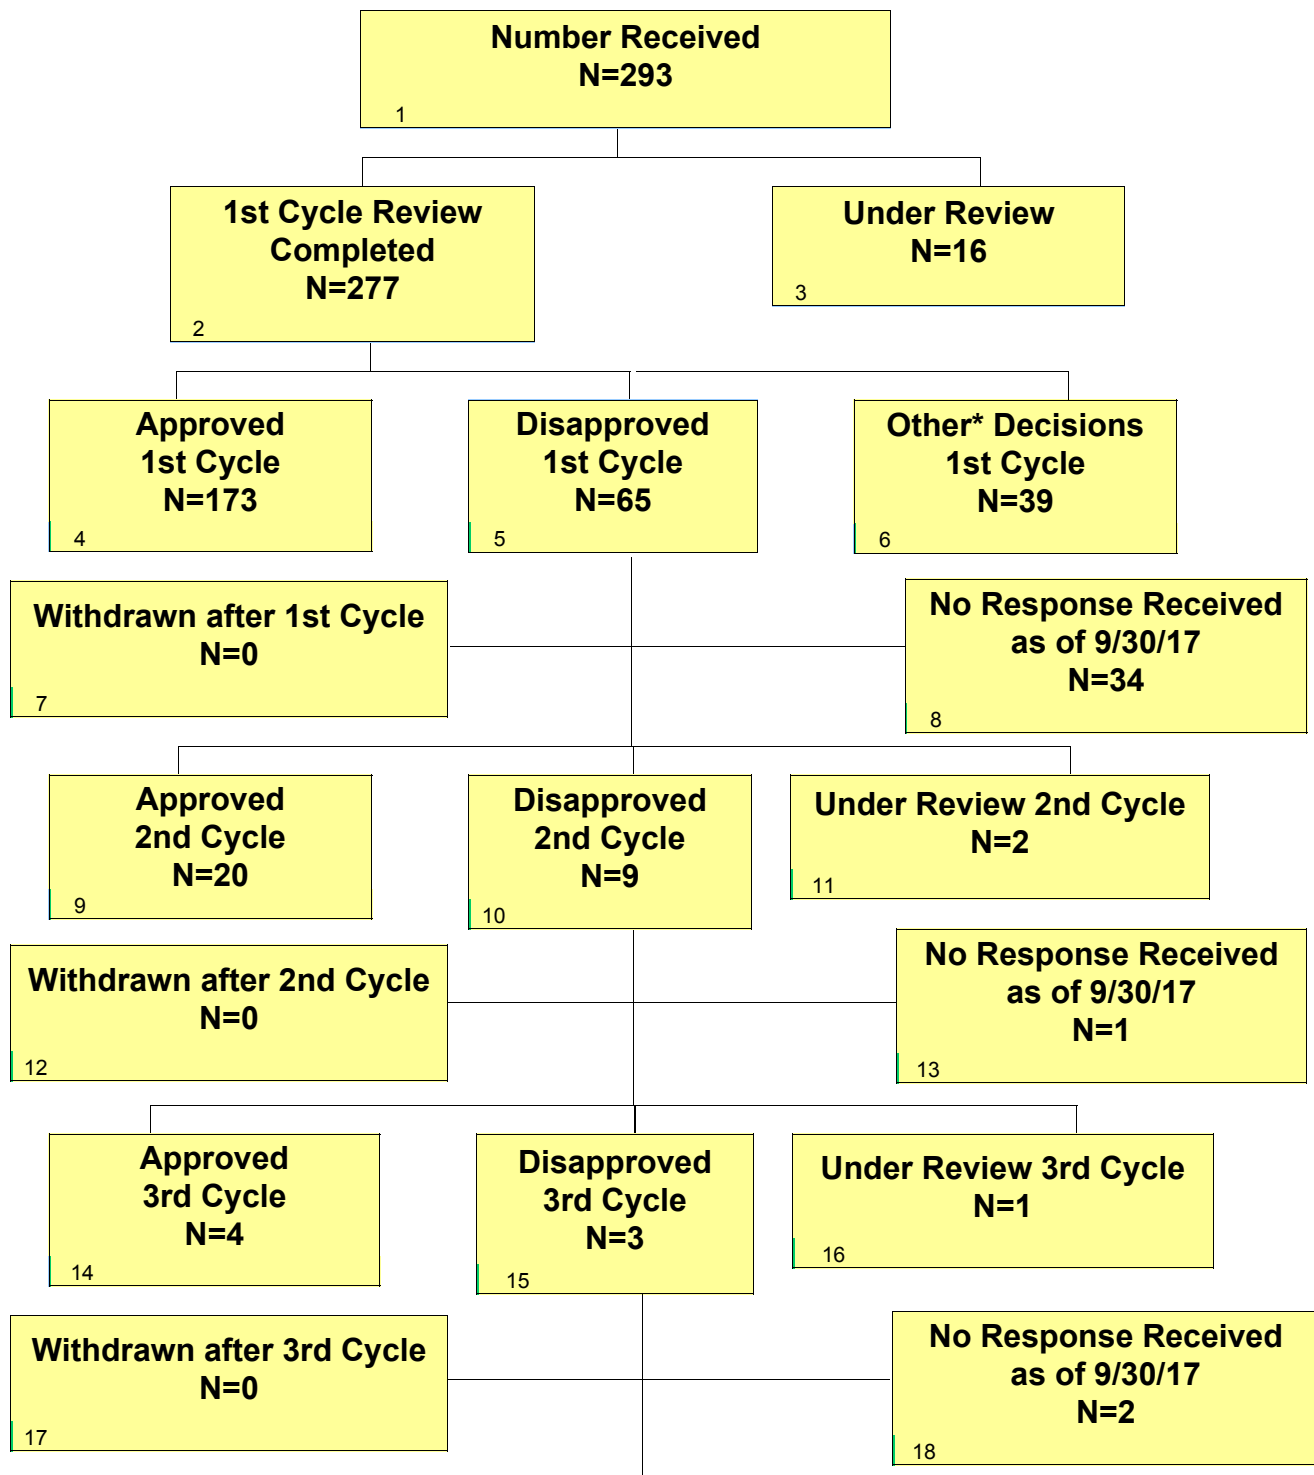 Number Received
N=293
1
1st Cycle Review
Completed
N=277
2
Under Review
N=16
3
Approved
1st Cycle
N=173
4
Disapproved
1st Cycle
N=65
5
Other* Decisions
1st Cycle
N=39
6
Withdrawn after 1st Cycle
N=0
7
No Response Received
as of 9/30/17
N=34
8
Approved
2nd Cycle
N=20
9
Disapproved
2nd Cycle
N=9
10
Under Review 2nd Cycle
N=2
11
Withdrawn after 2nd Cycle
N=0
12
No Response Received
as of 9/30/17
N=1
13
Approved
3rd Cycle
N=4
14
Disapproved
3rd Cycle
N=3
15
Under Review 3rd Cycle
N=1
16
Withdrawn after 3rd Cycle
N=0
17
No Response Received
as of 9/30/17
N=2
18